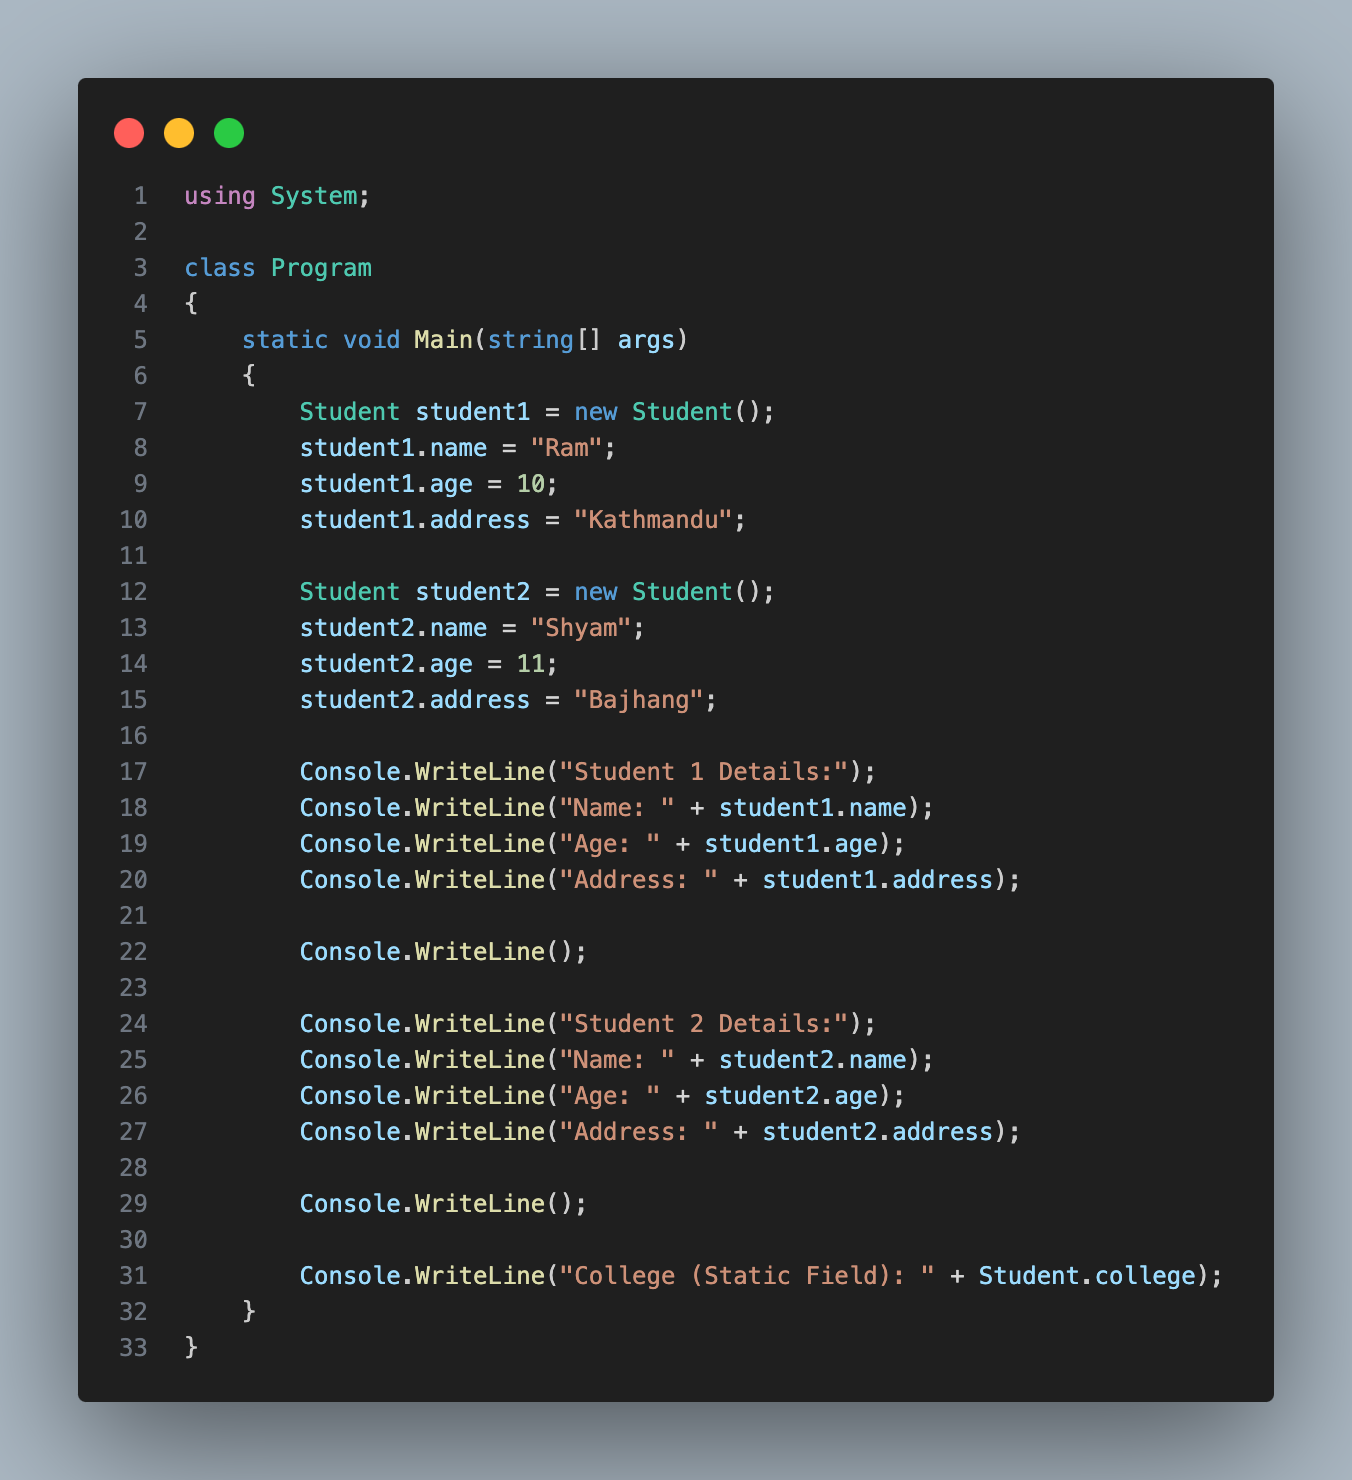 1 using System;
2
3 class Program
4 {
5     static void Main(string[] args)
6     {
7         Student student1 = new Student();
8         student1.name = "Ram";
9         student1.age = 10;
10         student1.address = "Kathmandu";
11
12         Student student2 = new Student();
13         student2.name = "Shyam";
14         student2.age = 11;
15         student2.address = "Bajhang";
16
17         Console.WriteLine("Student 1 Details:");
18         Console.WriteLine("Name: " + student1.name);
19         Console.WriteLine("Age: " + student1.age);
20         Console.WriteLine("Address: " + student1.address);
21
22         Console.WriteLine();
23
24         Console.WriteLine("Student 2 Details:");
25         Console.WriteLine("Name: " + student2.name);
26         Console.WriteLine("Age: " + student2.age);
27         Console.WriteLine("Address: " + student2.address);
28
29         Console.WriteLine();
30
31         Console.WriteLine("College (Static Field): " + Student.college);
32     }
33 }